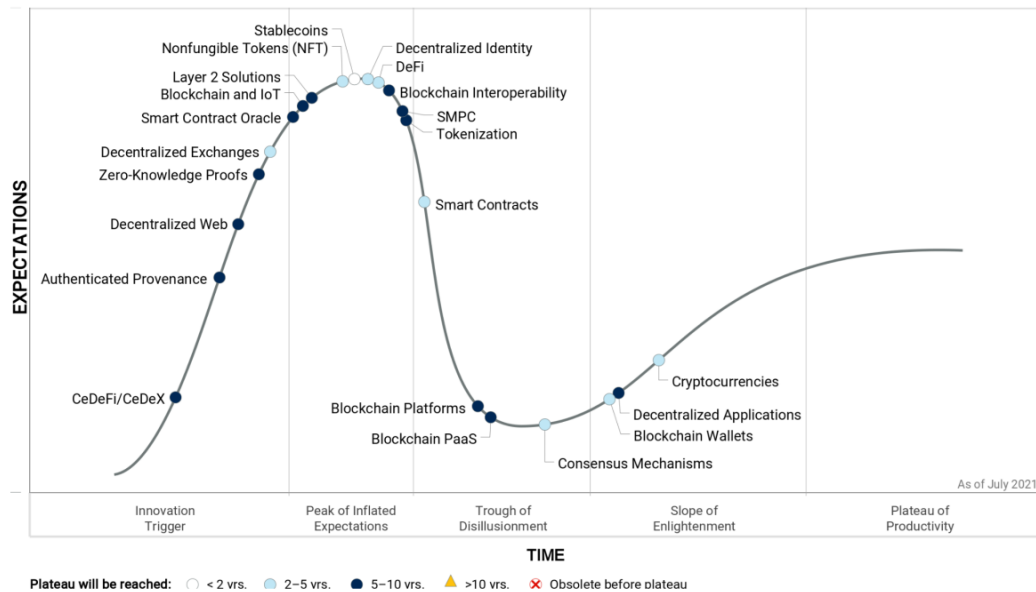 Stablecoins
Nonfungible Tokens (NFT)
Decentralized Identity
DeFi
Layer 2 Solutions
Blockchain Interoperability
Blockchain and IoT
SMPC
Smart Contract Oracle
Tokenization
Decentralized Exchanges
Zero-Knowledge Proofs
Smart Contracts
Decentralized Web
Authenticated Provenance
EXPECTATIONS
Cryptocurrencies
CeDeFi/CeDeX
Blockchain Platforms
Decentralized Applications
Blockchain PaaS
Blockchain Wallets
Consensus Mechanisms
As of July 2021
Innovation
Trigger
Peak of Inflated
Expectations
Trough of
Disillusionment
Slope of
Enlightenment
Plateau of
Productivity
TIME
Plateau will be reached: < 2 yrs. 2–5 yrs. 5–10 yrs. >10 yrs. Obsolete before plateau